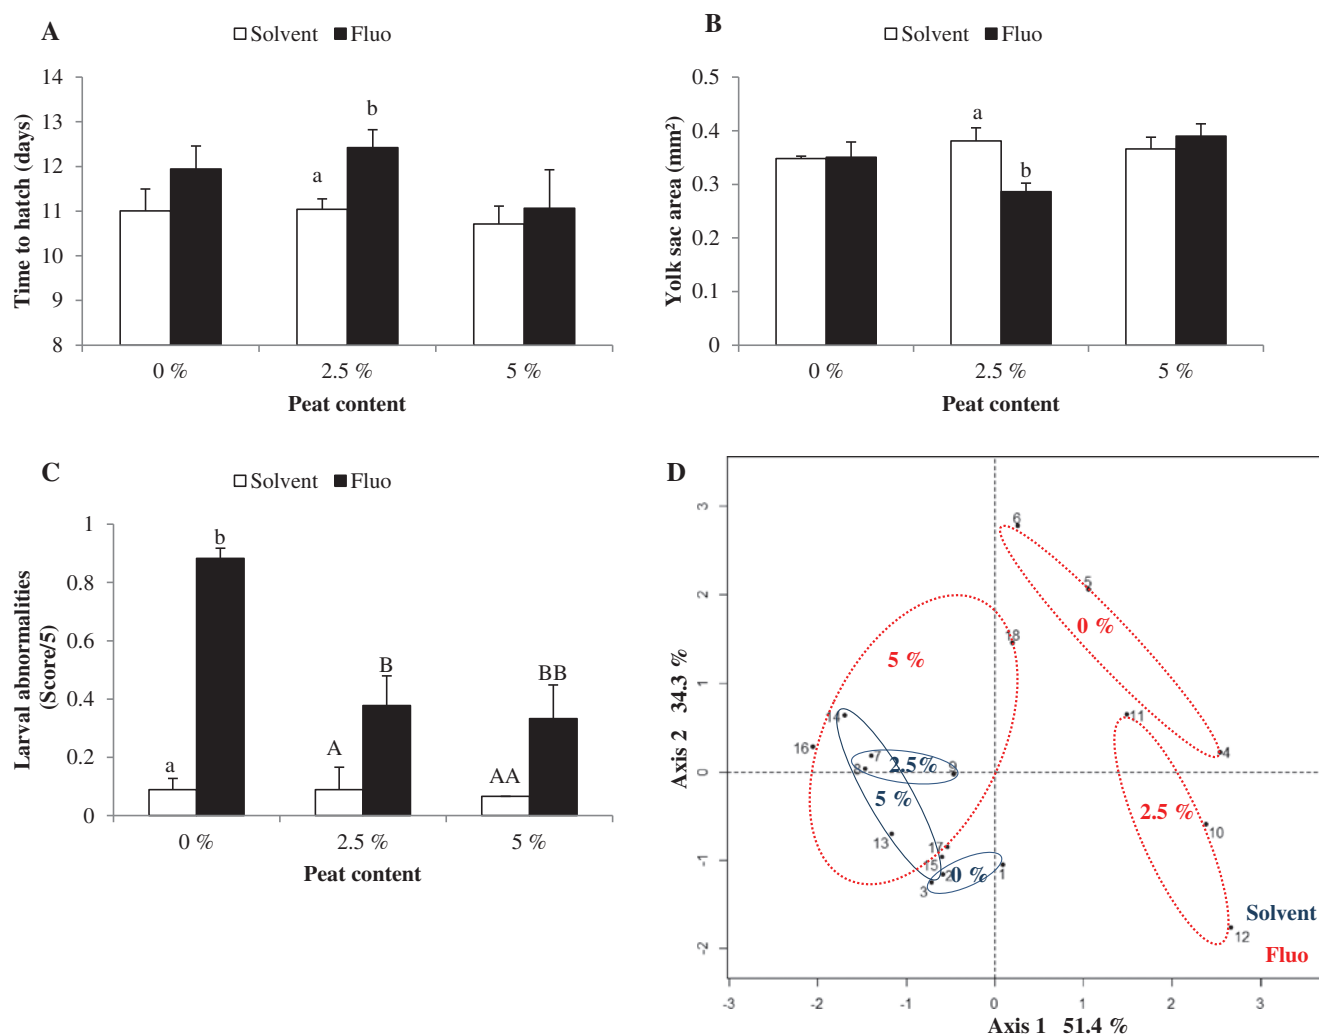 A
Solvent Fluo
14
13
12
11
10
9
8
Time to hatch (days)
a
b
0 % 2.5 % 5 %
Peat content
B
Solvent Fluo
0.5
0.4
0.3
0.2
0.1
0
Yolk sac area (mm²)
a
b
0 % 2.5 % 5 %
Peat content
C
Solvent Fluo
1
0.8
0.6
0.4
0.2
0
Larval abnormalities
(Score/5)
a
b
A
B
AA
BB
0 % 2.5 % 5 %
Peat content
D
Axis 2 34.3 %
3
2
1
0
-1
-2
6
5
0 %
18
5 %
14
11
4
16
7
8
2.5%
9
5 %
2.5 %
10
13
17
15
2
0 %
1
3
12
Solvent
Fluo
-3 -2 -1 0 1 2 3
Axis 1 51.4 %